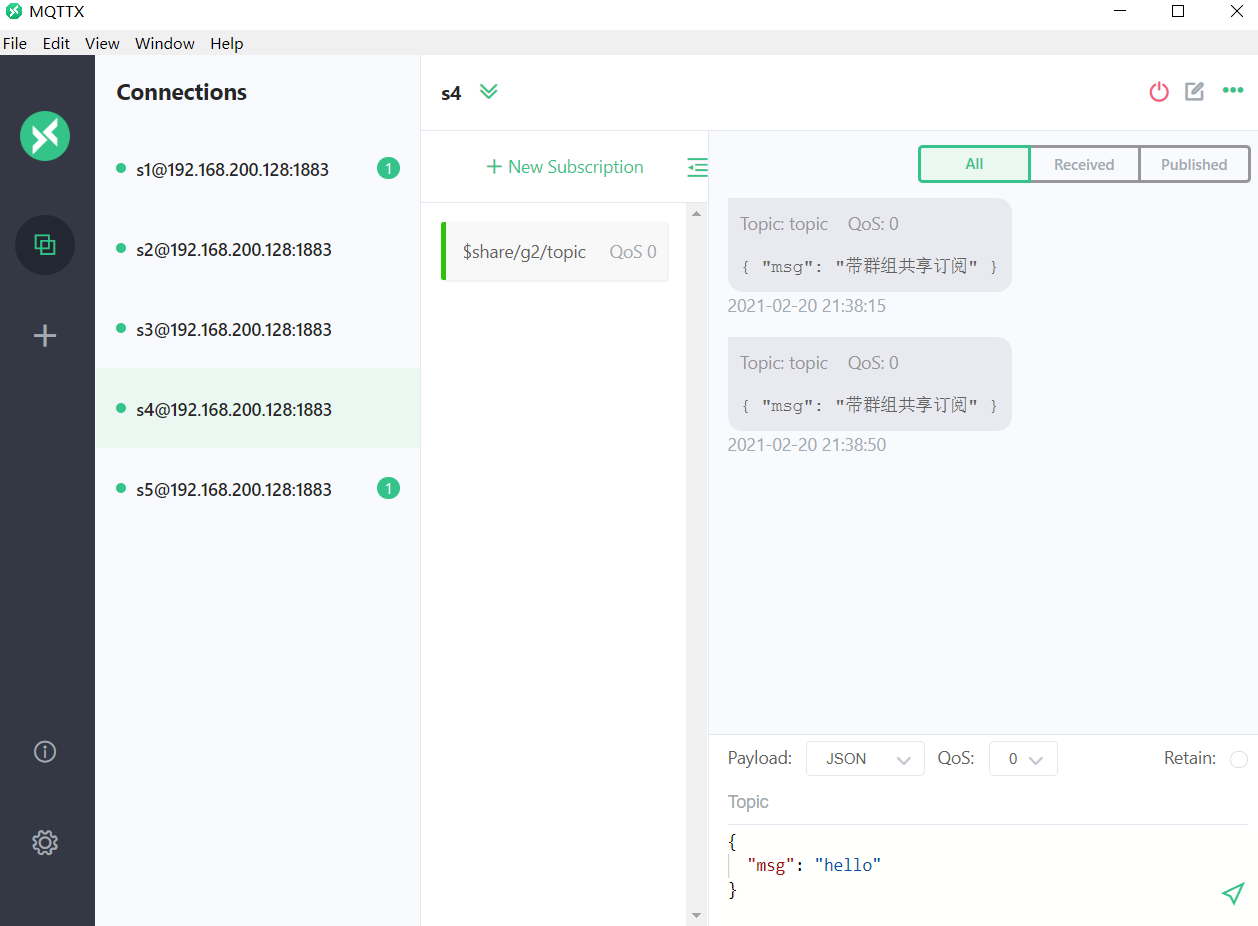 MQTTX
File Edit View Window Help
Connections
s1@192.168.200.128:1883 1
s2@192.168.200.128:1883
s3@192.168.200.128:1883
s4@192.168.200.128:1883
s5@192.168.200.128:1883 1
s4
+ New Subscription
$share/g2/topic QoS 0
All Received Published
Topic: topic QoS: 0
{ "msg": "带群组共享订阅" }
2021-02-20 21:38:15
Topic: topic QoS: 0
{ "msg": "带群组共享订阅" }
2021-02-20 21:38:50
Payload: JSON QoS: 0 Retain:
Topic
{
"msg": "hello"
}